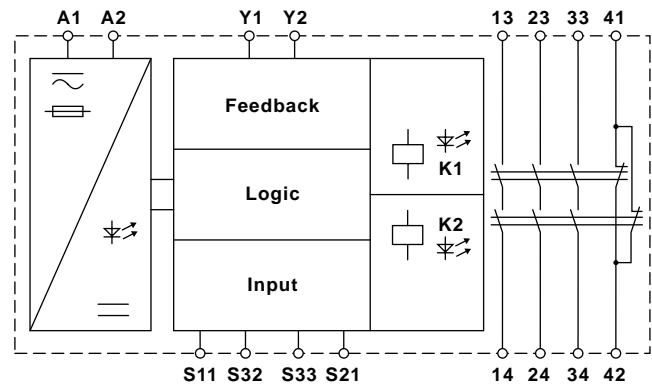 A1 A2 Y1 Y2 13 23 33 41
Feedback
K1
Logic
K2
Input
S11 S32 S33 S21 14 24 34 42